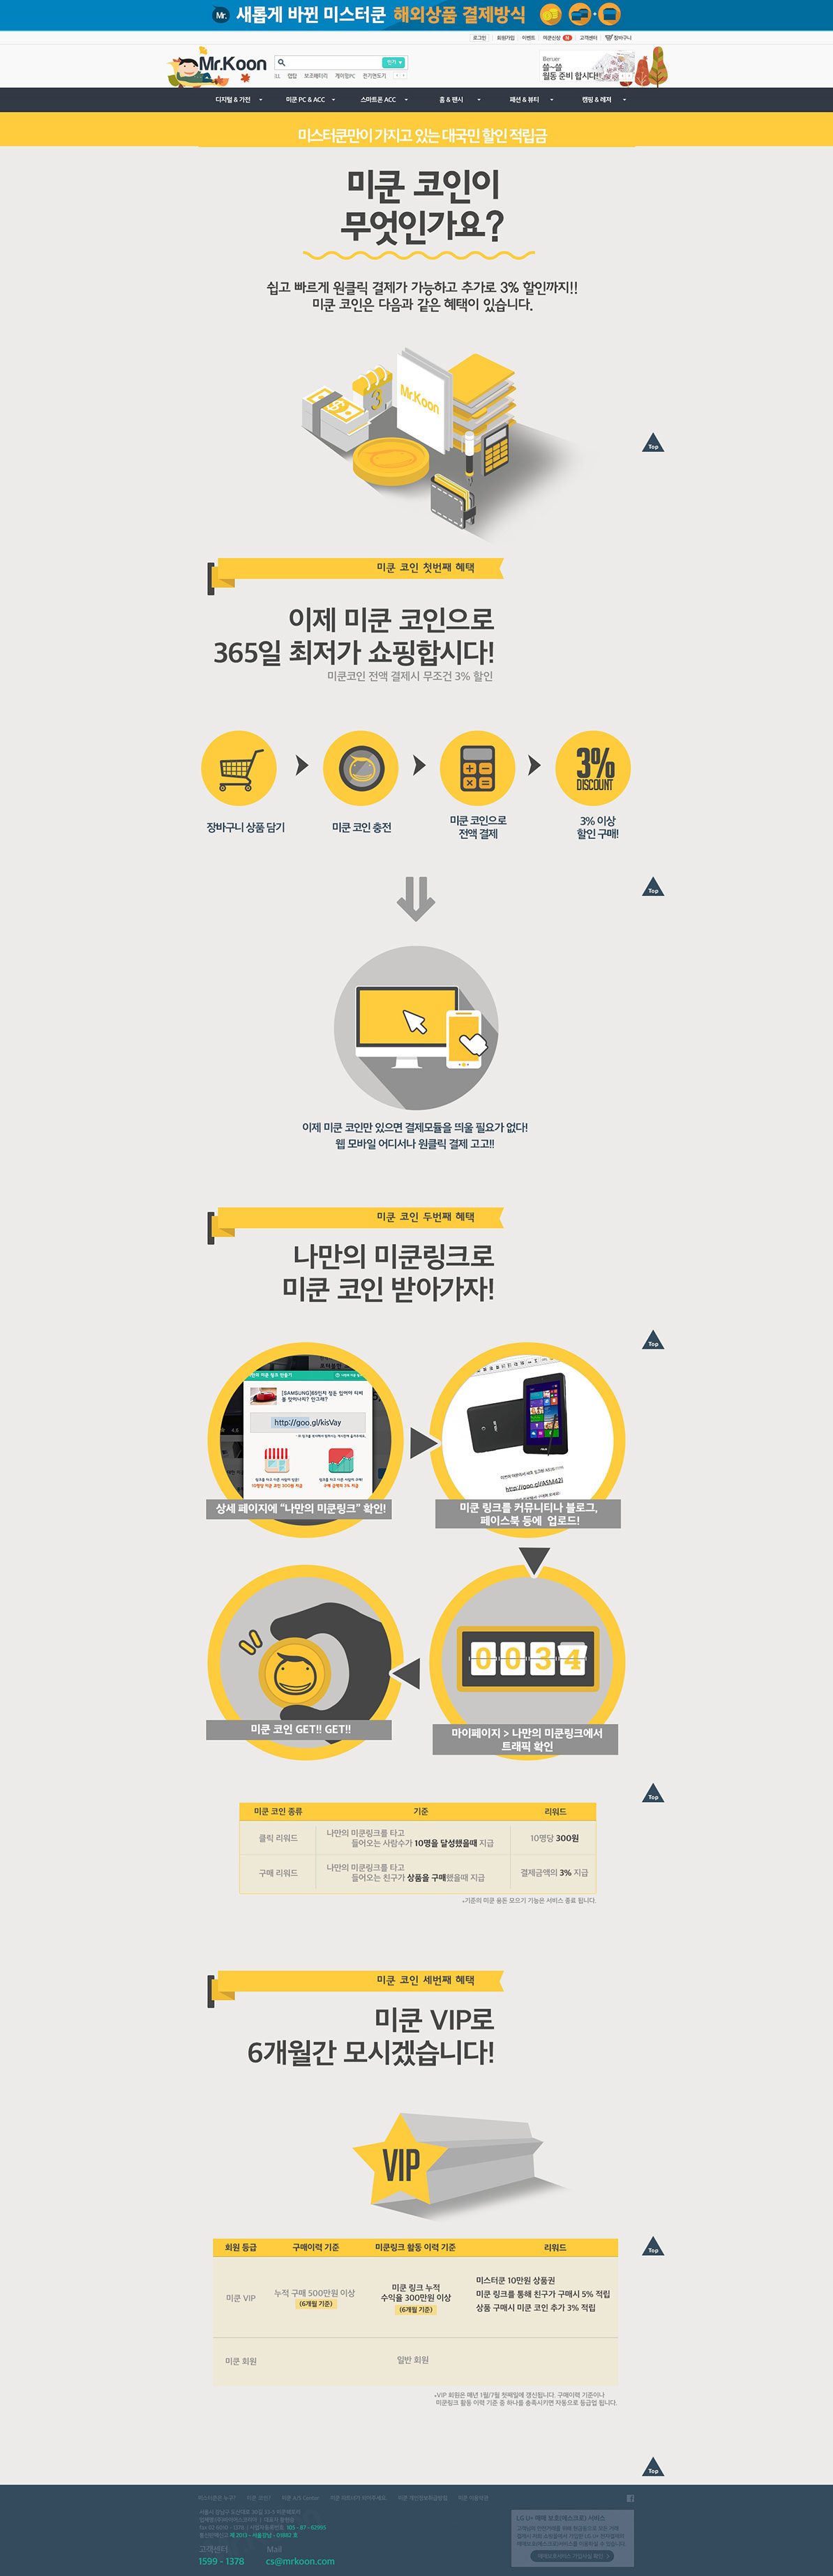 Mr. 새롭게 바뀐 미스터쿤 해외상품 결제방식
로그인 회원가입 이벤트 미쿤신상 N 고객센터 장바구니
Mr.Koon
인기
Baruer
쓸~쓸
월동 준비 합시다!!
디지털 & 가전 미쿤 PC & ACC 스마트폰 ACC 홈 & 팬시 패션 & 뷰티 캠핑 & 레져
미스터쿤만이 가지고 있는 대국민 할인 적립금
미쿤 코인이
무엇인가요?
쉽고 빠르게 원클릭 결제가 가능하고 추가로 3% 할인까지!!
미쿤 코인은 다음과 같은 혜택이 있습니다.
Mr.Koon
Top
미쿤 코인 첫번째 혜택
이제 미쿤 코인으로
365일 최저가 쇼핑합시다!
미쿤코인 전액 결제시 무조건 3% 할인
3%
DISCOUNT
장바구니 상품 담기
미쿤 코인 충전
미쿤 코인으로
전액 결제
3% 이상
할인 구매!
Top
이제 미쿤 코인만 있으면 결제모듈을 띄울 필요가 없다!
웹 모바일 어디서나 원클릭 결제 고고!!
미쿤 코인 두번째 혜택
나만의 미쿤링크로
미쿤 코인 받아가자!
Top
http://goo.gl/kisVay
상세 페이지에 "나만의 미쿤링크" 확인!
미쿤 링크를 커뮤니티나 블로그,
페이스북 등에 업로드!
0034
미쿤 코인 GET!! GET!!
마이페이지 > 나만의 미쿤링크에서
트래픽 확인
Top
미쿤 코인 종류 기준 리워드
클릭 리워드
나만의 미쿤링크를 타고
들어오는 사람수가 10명을 달성했을때 지급
10명당 300원
구매 리워드
나만의 미쿤링크를 타고
들어오는 친구가 상품을 구매했을때 지급
결제금액의 3% 지급
•기존의 미쿤 용돈 모으기 기능은 서비스 종료 됩니다.
미쿤 코인 세번째 혜택
미쿤 VIP로
6개월간 모시겠습니다!
VIP
Top
회원 등급 구매이력 기준 미쿤링크 활동 이력 기준 리워드
미쿤 VIP
누적 구매 500만원 이상
(6개월 기준)
미쿤 링크 누적
수익율 300만원 이상
(6개월 기준)
미스터쿤 10만원 상품권
미쿤 링크를 통해 친구가 구매시 5% 적립
상품 구매시 미쿤 코인 추가 3% 적립
미쿤 회원 일반 회원
•VIP 회원은 매년 1월/7월 첫째일에 갱신됩니다. 구매이력 기준이나
미쿤링크 활동 이력 기준 중 하나를 충족시키면 자동으로 등급업 됩니다.
Top
고객센터 Mail
1599 - 1378 cs@mrkoon.com